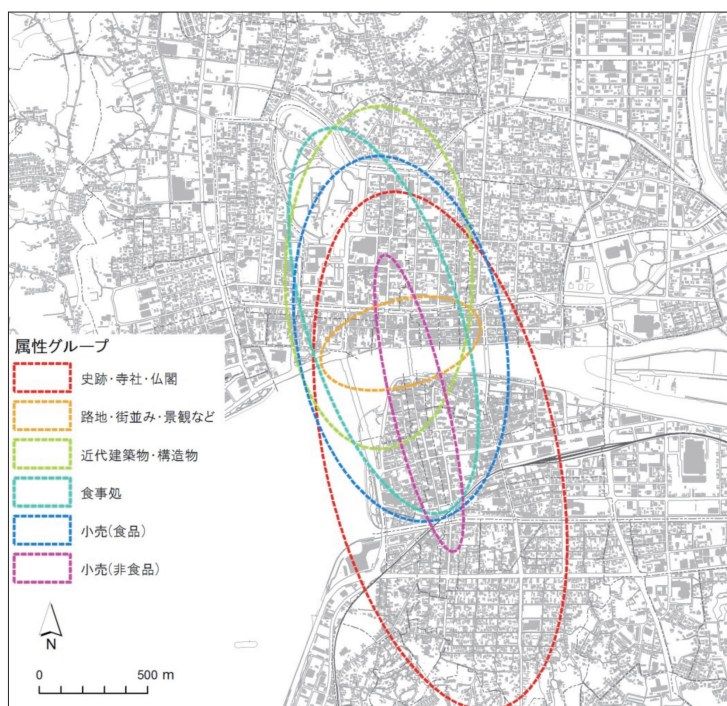 属性グループ
史跡・寺社・仏閣
路地・街並み・景観など
近代建築物・構造物
食事処
小売(食品)
小売(非食品)
N
0 500 m